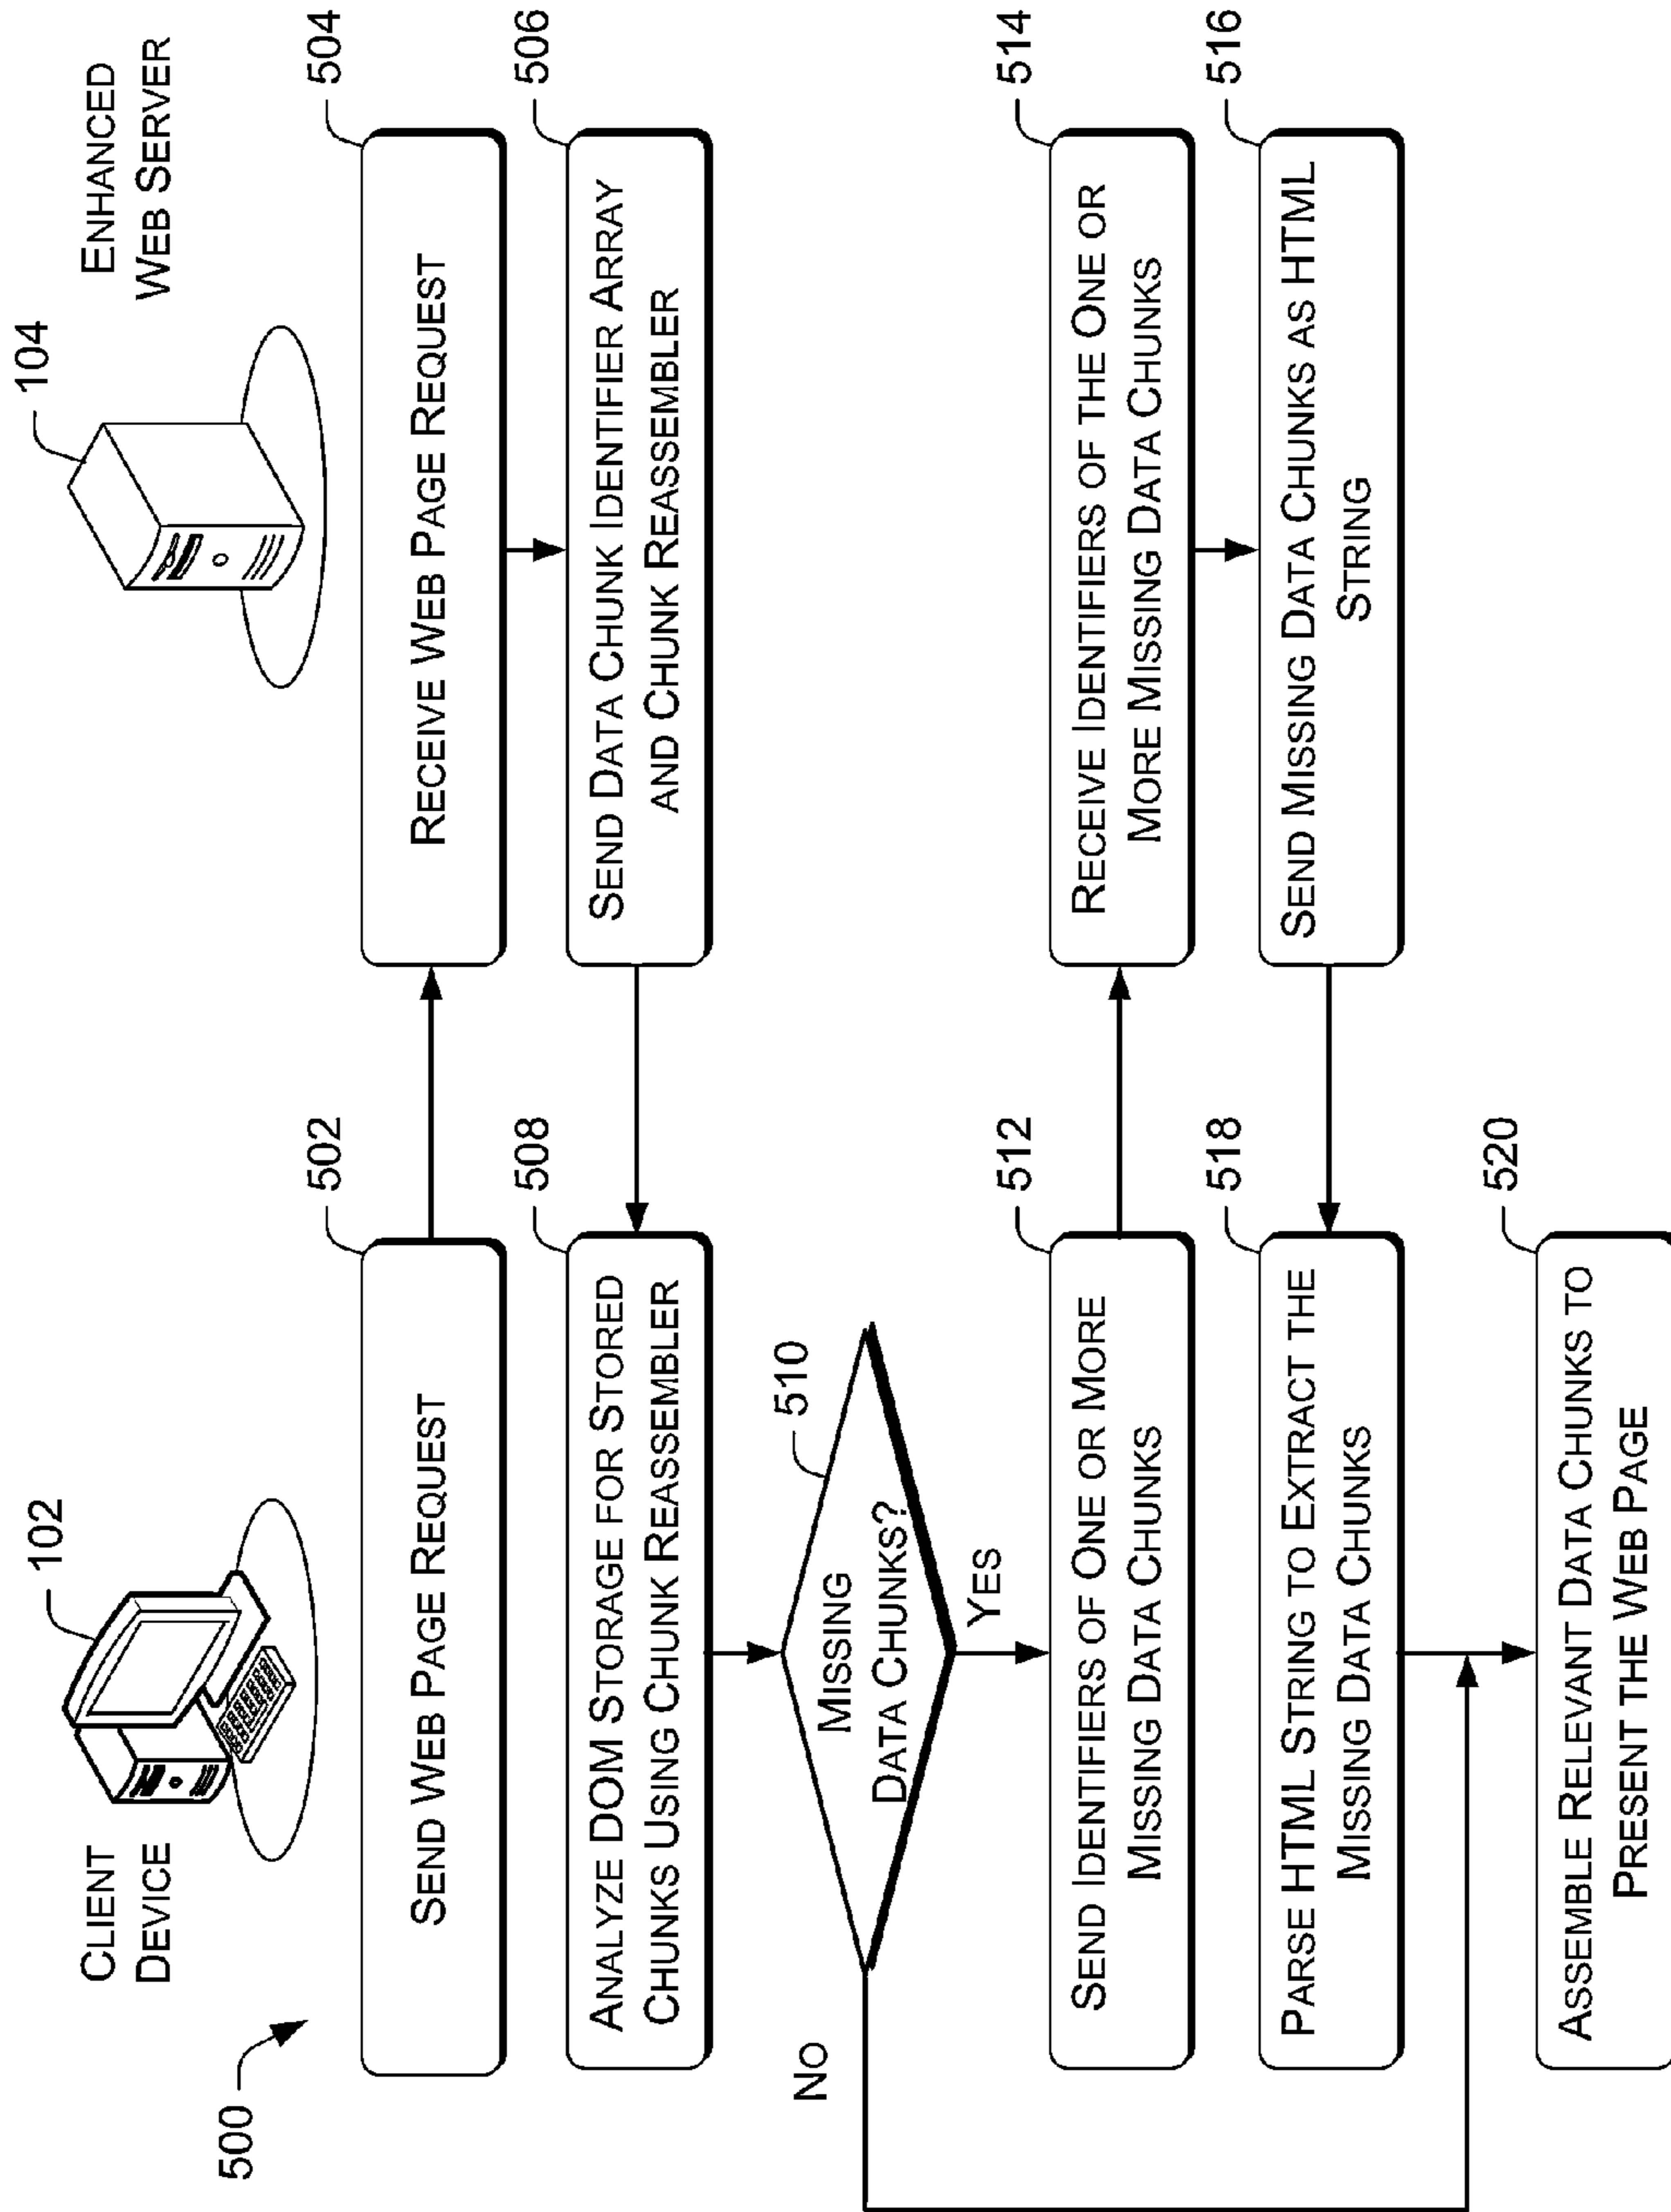 500
CLIENT
DEVICE
102
104
ENHANCED
WEB SERVER
502
SEND WEB PAGE REQUEST
504
RECEIVE WEB PAGE REQUEST
506
SEND DATA CHUNK IDENTIFIER ARRAY
AND CHUNK REASSEMBLER
508
ANALYZE DOM STORAGE FOR STORED
CHUNKS USING CHUNK REASSEMBLER
510
MISSING
DATA CHUNKS?
NO
YES
512
SEND IDENTIFIERS OF ONE OR MORE
MISSING DATA CHUNKS
514
RECEIVE IDENTIFIERS OF THE ONE OR
MORE MISSING DATA CHUNKS
516
SEND MISSING DATA CHUNKS AS HTML
STRING
518
PARSE HTML STRING TO EXTRACT THE
MISSING DATA CHUNKS
520
ASSEMBLE RELEVANT DATA CHUNKS TO
PRESENT THE WEB PAGE